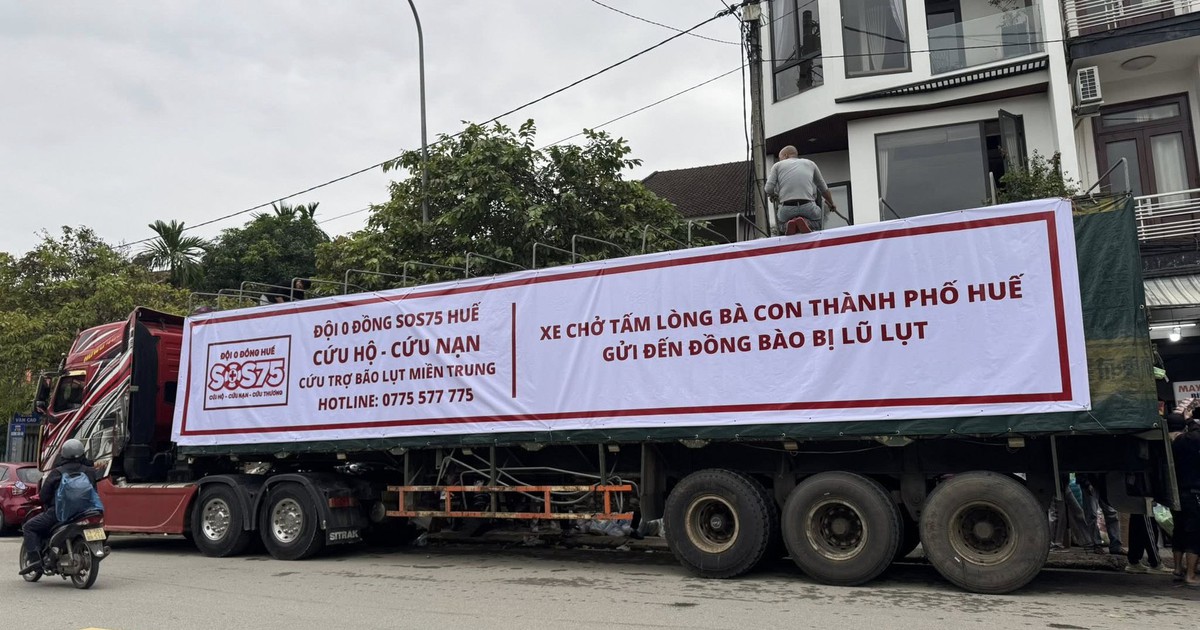 ĐỘI 0 ĐỒNG HUẾ
SOS75
CỨU HỘ - CỨU NẠN - CỨU THƯƠNG
ĐỘI 0 ĐỒNG SOS75 HUẾ
CỨU HỘ - CỨU NẠN
CỨU TRỢ BÃO LỤT MIỀN TRUNG
HOTLINE: 0775 577 775
XE CHỞ TẤM LÒNG BÀ CON THÀNH PHỐ HUẾ
GỬI ĐẾN ĐỒNG BÀO BỊ LŨ LỤT
SITRAK
MAY